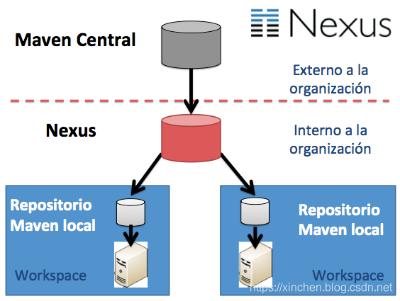 Nexus
Maven Central
Externo a la
organización
Nexus
Interno a la
organización
Repositorio
Maven local
Workspace
Repositorio
Maven local
Workspace
https://xinchen.blog.csdn.net